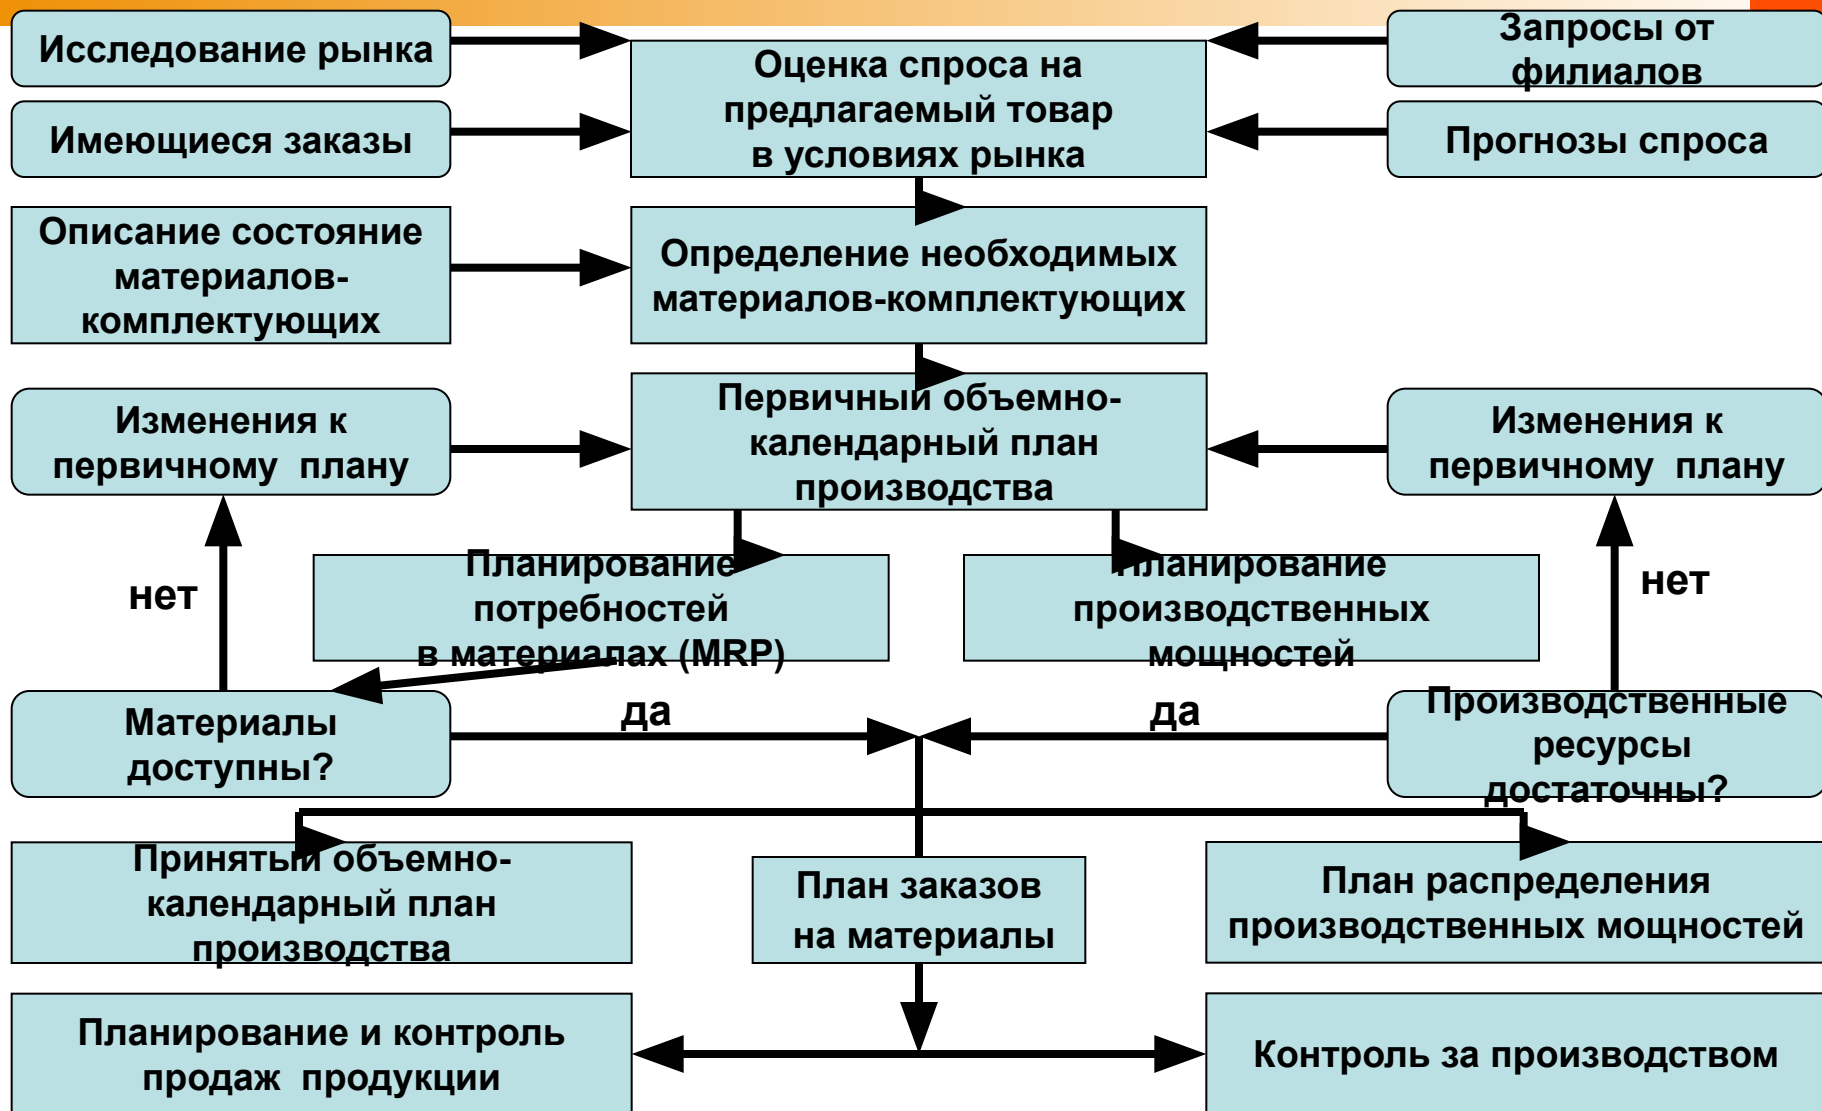 Исследование рынка
Оценка спроса на
предлагаемый товар
в условиях рынка
Запросы от
филиалов
Имеющиеся заказы
Прогнозы спроса
Описание состояние
материалов-
комплектующих
Определение необходимых
материалов-комплектующих
Изменения к
первичному плану
Первичный объемно-
календарный план
производства
Изменения к
первичному плану
нет
Планирование
потребностей
в материалах (MRP)
Планирование
производственных
мощностей
нет
Материалы
доступны?
да
да
Производственные
ресурсы
достаточны?
Принятый объемно-
календарный план
производства
План заказов
на материалы
План распределения
производственных мощностей
Планирование и контроль
продаж продукции
Контроль за производством